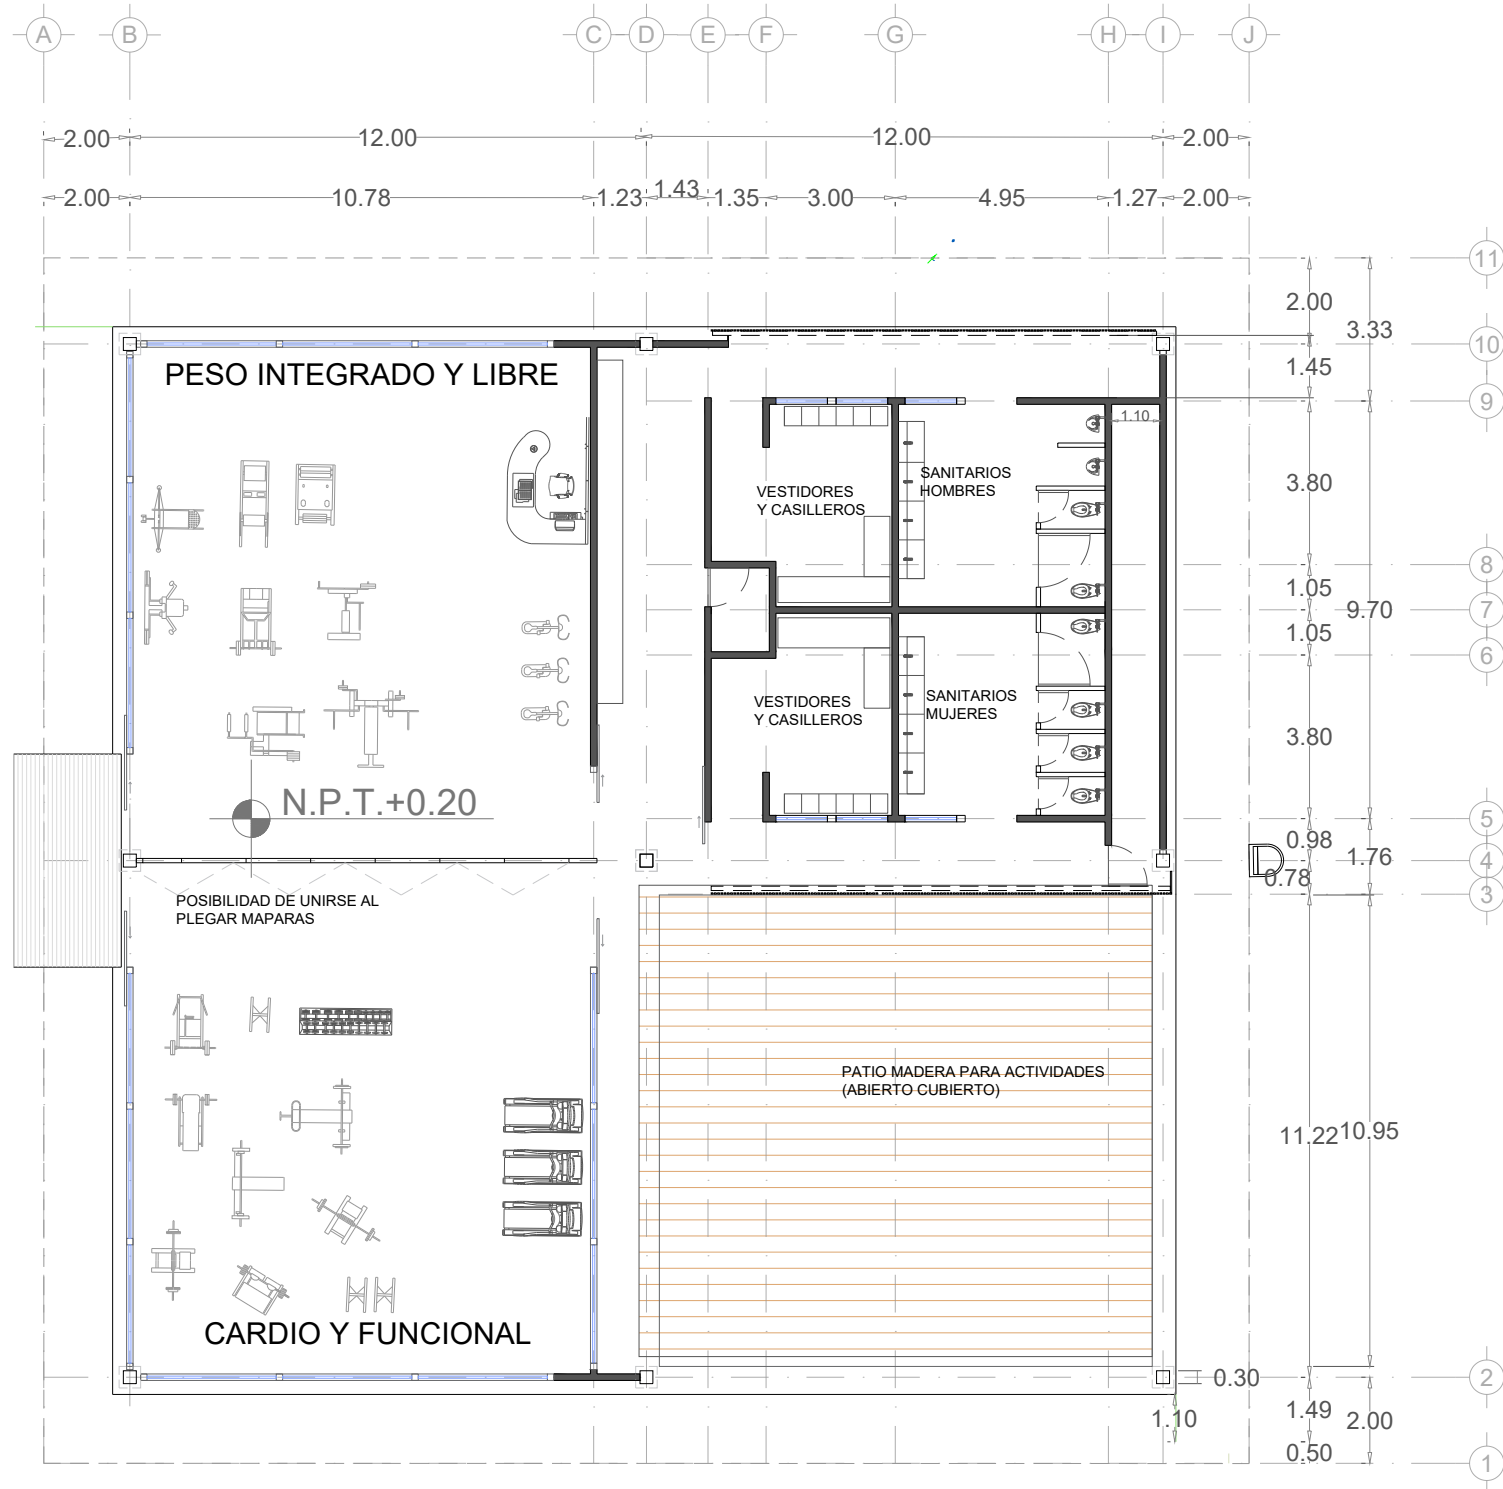 A B C D E F G H I J
2.00 12.00 12.00 2.00
2.00 10.78 1.23 1.43 1.35 3.00 4.95 1.27 2.00
11
2.00
3.33
10
1.45
9
PESO INTEGRADO Y LIBRE
1.10
SANITARIOS
HOMBRES
3.80
VESTIDORES
Y CASILLEROS
8
1.05
9.70
7
1.05
6
SANITARIOS
MUJERES
VESTIDORES
Y CASILLEROS
3.80
N.P.T.+0.20
5
0.98
1.76
4
0.78
3
POSIBILIDAD DE UNIRSE AL
PLEGAR MAPARAS
PATIO MADERA PARA ACTIVIDADES
(ABIERTO CUBIERTO)
11.22
10.95
CARDIO Y FUNCIONAL
0.30
2
1.10
1.49
2.00
0.50
1